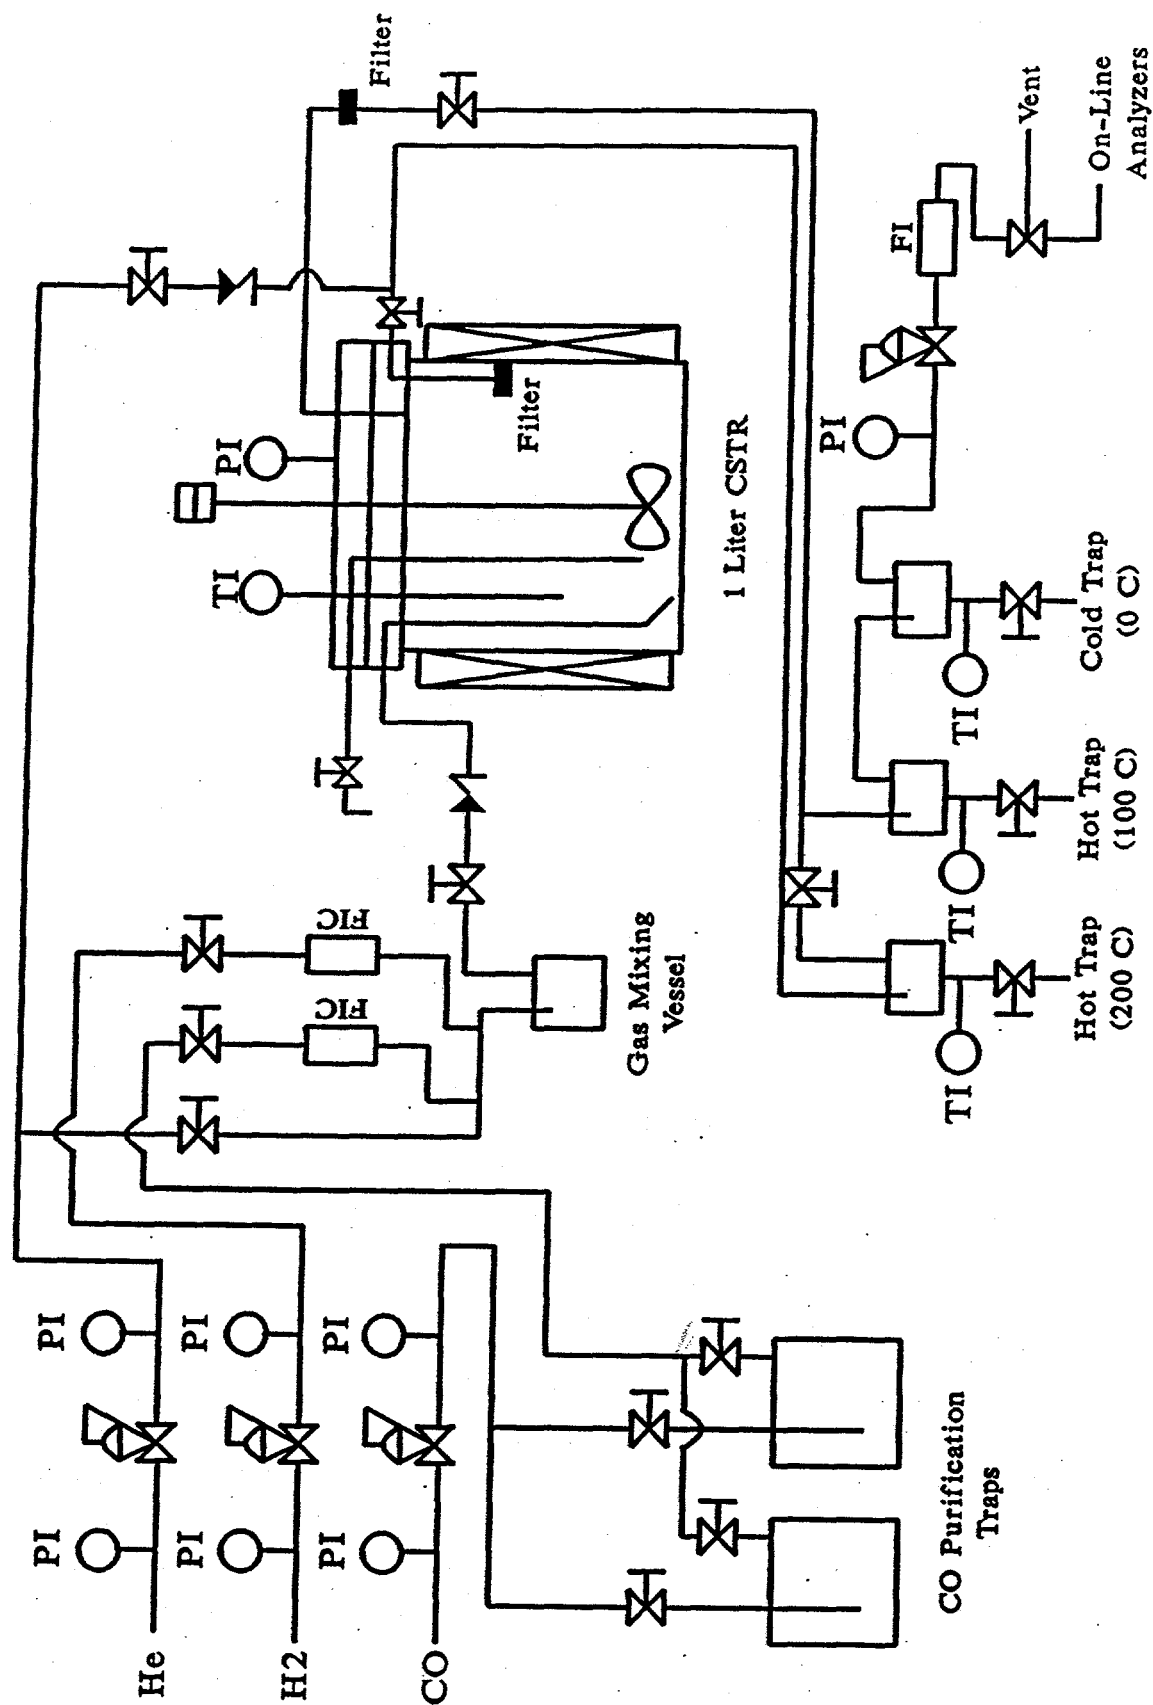 He
H2
CO
PI
PI
PI
PI
PI
PI
CO Purification
Traps
FIC
FIC
Gas Mixing
Vessel
TI
PI
Filter
Filter
1 Liter CSTR
TI
Hot Trap
(200 C)
TI
Hot Trap
(100 C)
TI
Cold Trap
(0 C)
PI
FI
Vent
On-Line
Analyzers